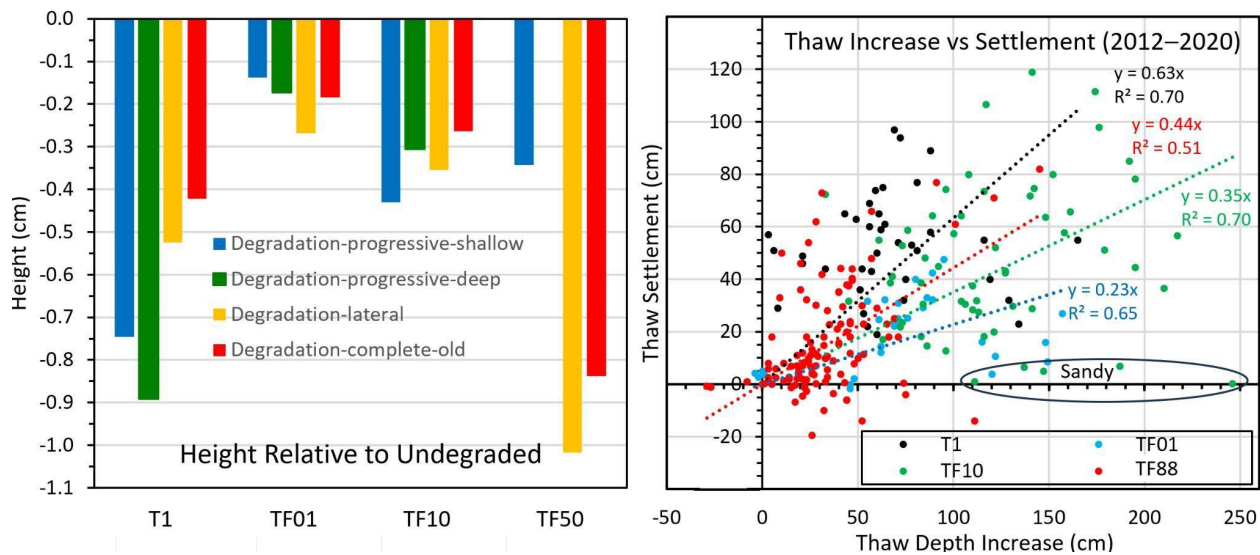 0.0
-0.1
-0.2
-0.3
-0.4
-0.5
-0.6
-0.7
-0.8
-0.9
-1.0
-1.1
Height (cm)
Degradation-progressive-shallow
Degradation-progressive-deep
Degradation-lateral
Degradation-complete-old
Height Relative to Undegraded
T1 TF01 TF10 TF50
Thaw Increase vs Settlement (2012–2020)
120
100
80
60
40
20
0
-20
Thaw Settlement (cm)
y = 0.63x
R² = 0.70
y = 0.44x
R² = 0.51
y = 0.35x
R² = 0.70
y = 0.23x
R² = 0.65
Sandy
T1 TF01
TF10 TF88
-50 0 50 100 150 200 250
Thaw Depth Increase (cm)